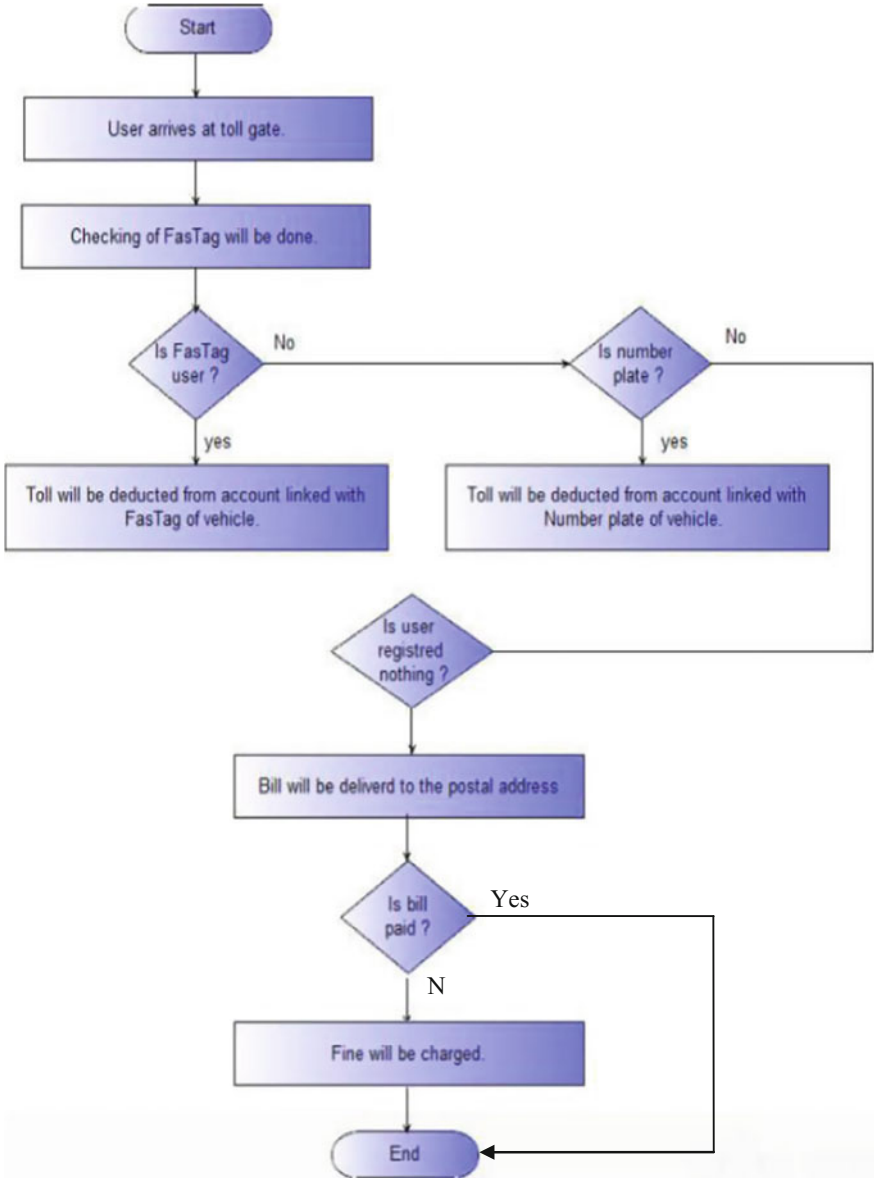 Start
User arrives at toll gate.
Checking of FasTag will be done.
Is FasTag
user ?
No
Is number
plate ?
No
yes
yes
Toll will be deducted from account linked with
FasTag of vehicle.
Toll will be deducted from account linked with
Number plate of vehicle.
Is user
registred
nothing ?
Bill will be deliverd to the postal address
Is bill
paid ?
Yes
N
Fine will be charged.
End